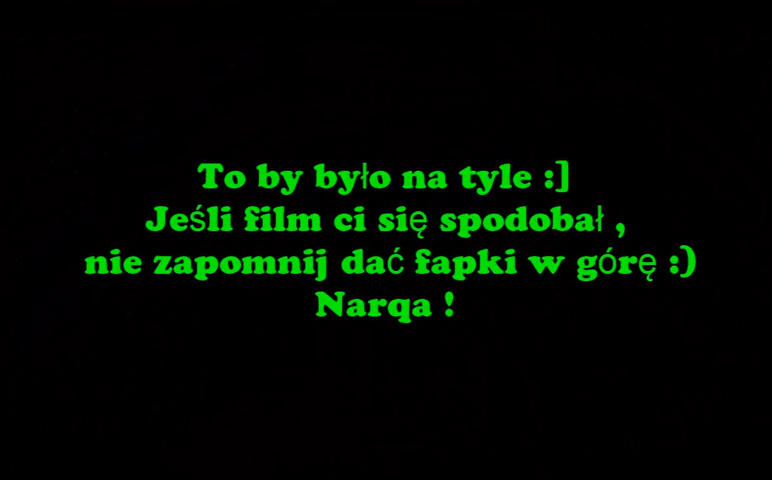 To by było na tyle :]
Jeśli film ci się spodobał ,
nie zapomnij dać fapki w górę :)
Narqa !